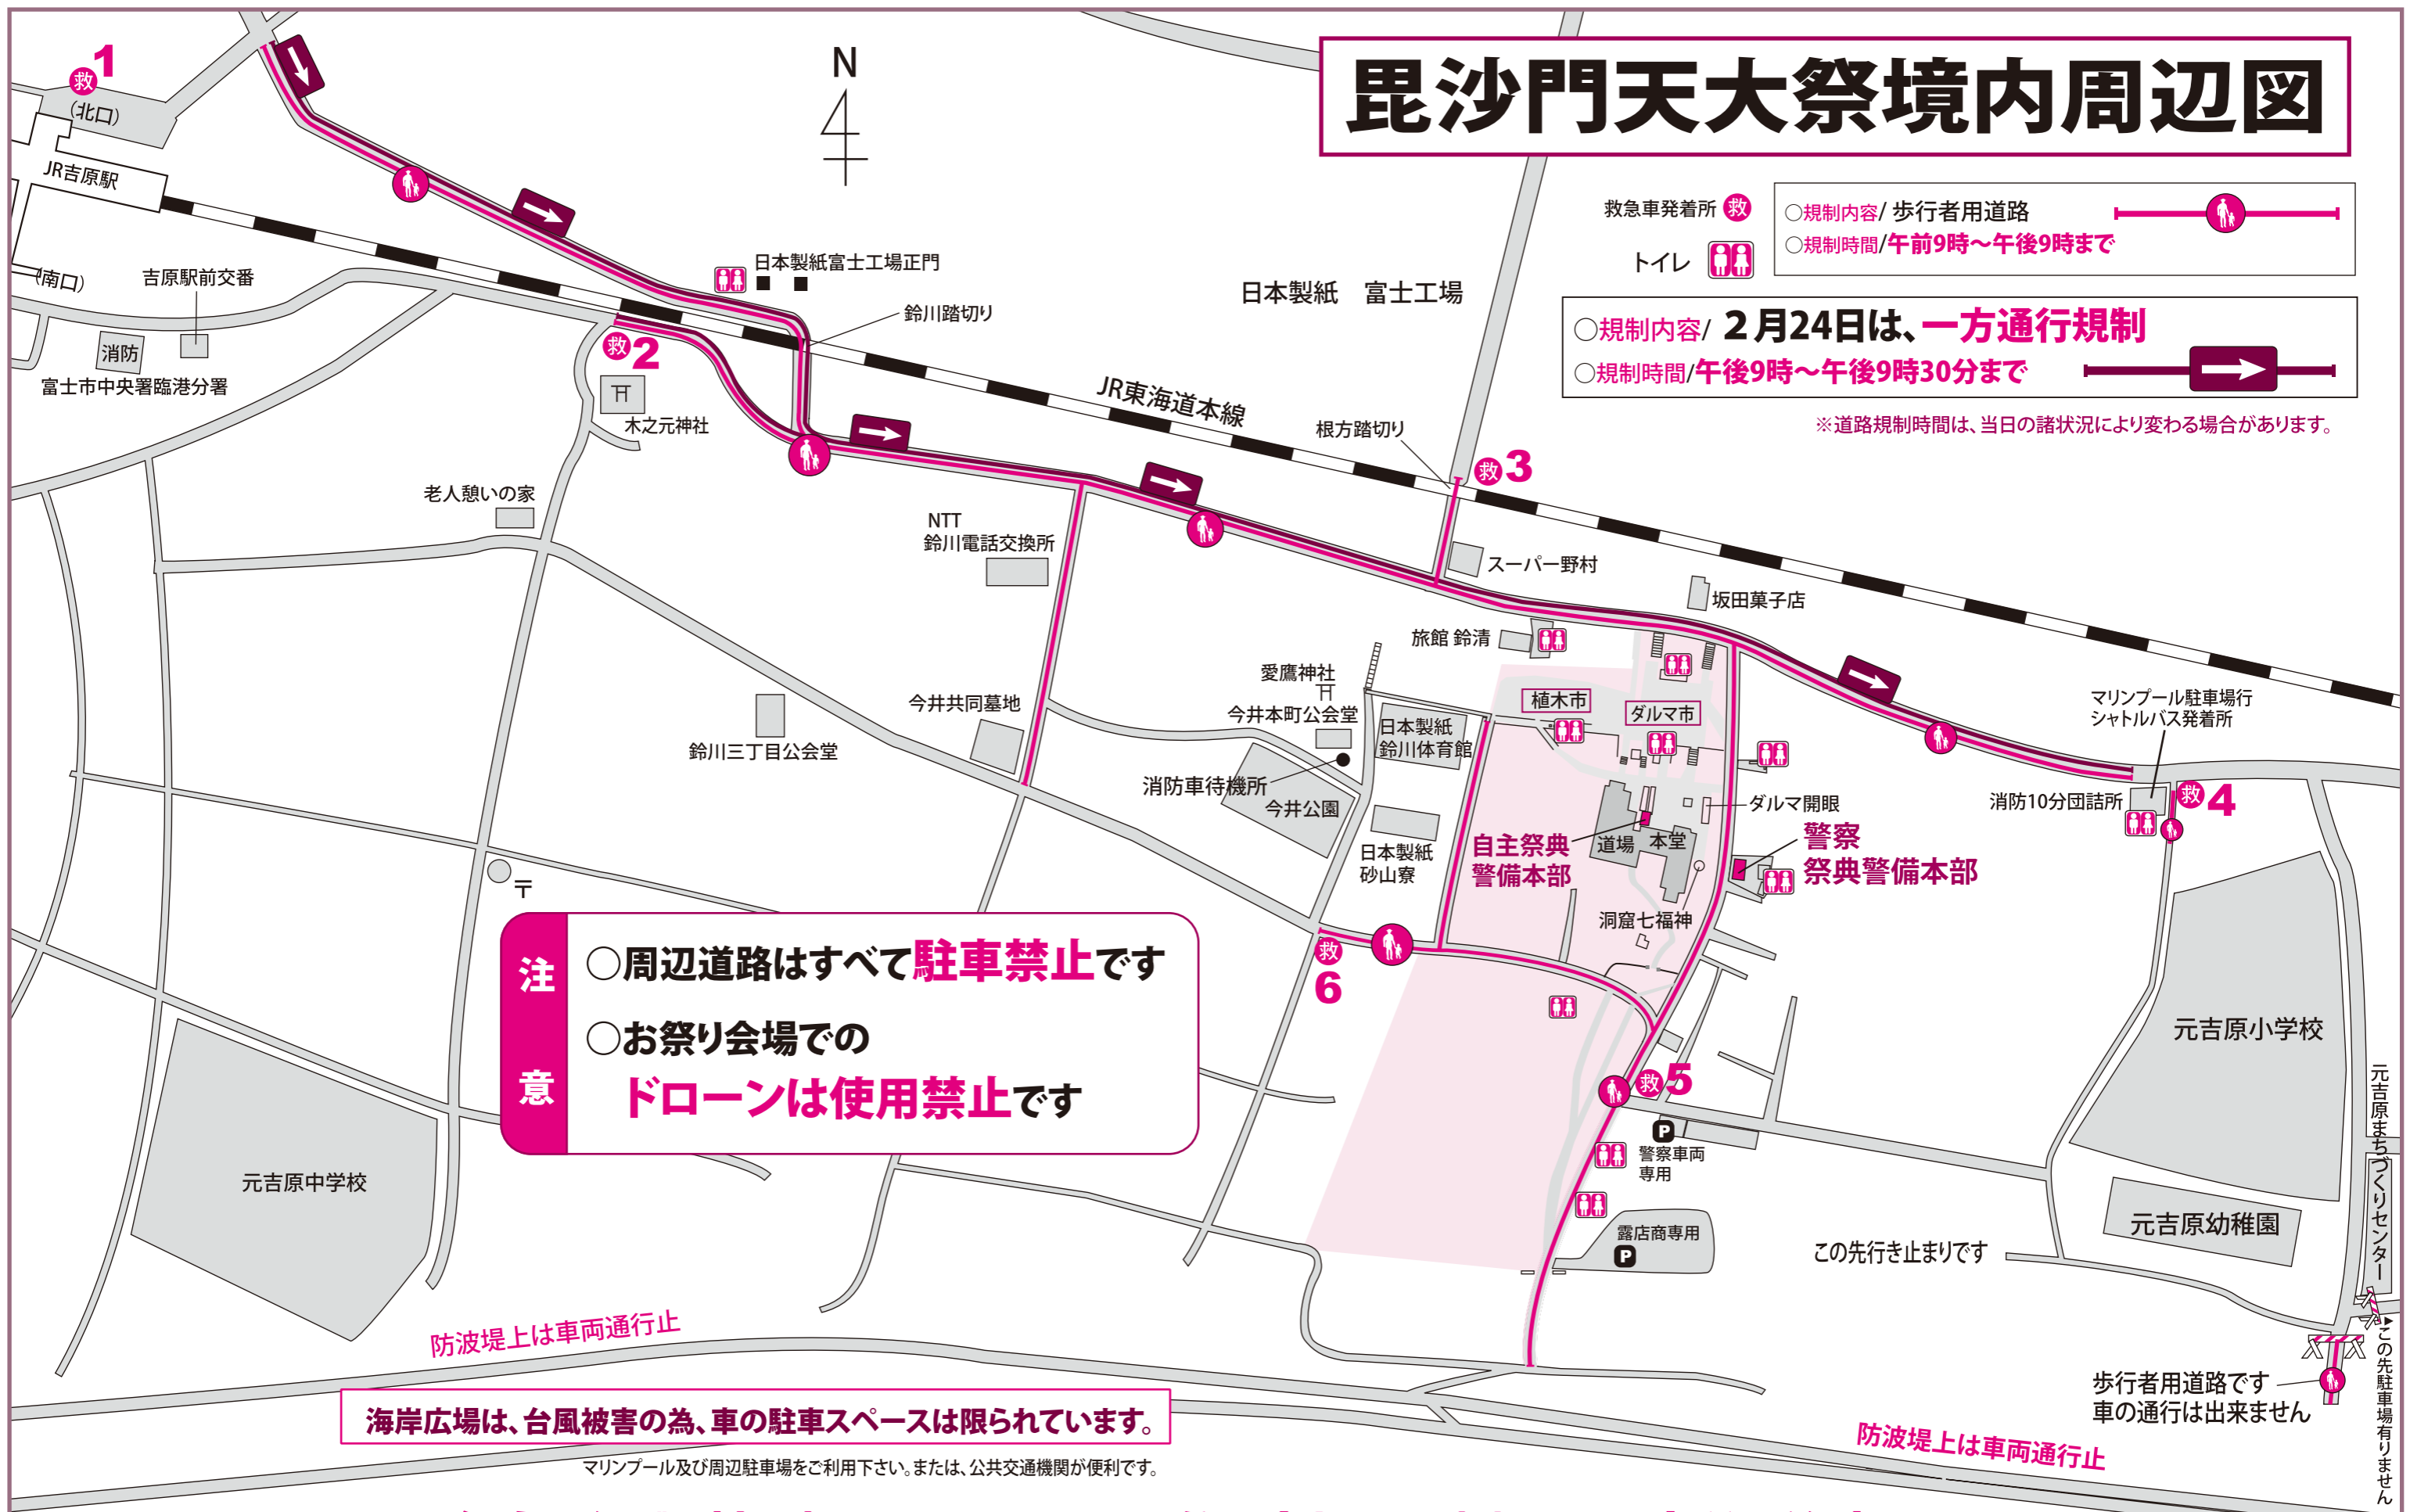 毘沙門天大祭境内周辺図
救急車発着所 救
トイレ
○規制内容/歩行者用道路
○規制時間/午前9時～午後9時まで
○規制内容/ 2月24日は、一方通行規制
○規制時間/午後9時～午後9時30分まで
※道路規制時間は、当日の諸状況により変わる場合があります。
N
救1
(北口)
JR吉原駅
(南口)
吉原駅前交番
消防
富士市中央署臨港分署
日本製紙富士工場正門
鈴川踏切り
日本製紙 富士工場
救2
木之元神社
JR東海道本線
根方踏切り
救3
老人憩いの家
NTT
鈴川電話交換所
スーパー野村
坂田菓子店
旅館 鈴清
愛鷹神社
今井本町公会堂
日本製紙
鈴川体育館
植木市
ダルマ市
マリンプール駐車場行
シャトルバス発着所
今井共同墓地
鈴川三丁目公会堂
消防車待機所
今井公園
日本製紙
砂山寮
ダルマ開眼
消防10分団詰所
救4
自主祭典
警備本部
道場
本堂
警察
祭典警備本部
洞窟七福神
〒
注意
○周辺道路はすべて駐車禁止です
○お祭り会場での
ドローンは使用禁止です
救
6
救5
P
警察車両
専用
露店商専用
P
元吉原小学校
元吉原幼稚園
元吉原まちづくりセンター
この先行き止まりです
元吉原中学校
防波堤上は車両通行止
海岸広場は、台風被害の為、車の駐車スペースは限られています。
マリンプール及び周辺駐車場をご利用下さい。または、公共交通機関が便利です。
歩行者用道路です
車の通行は出来ません
▲この先駐車場有りません
防波堤上は車両通行止